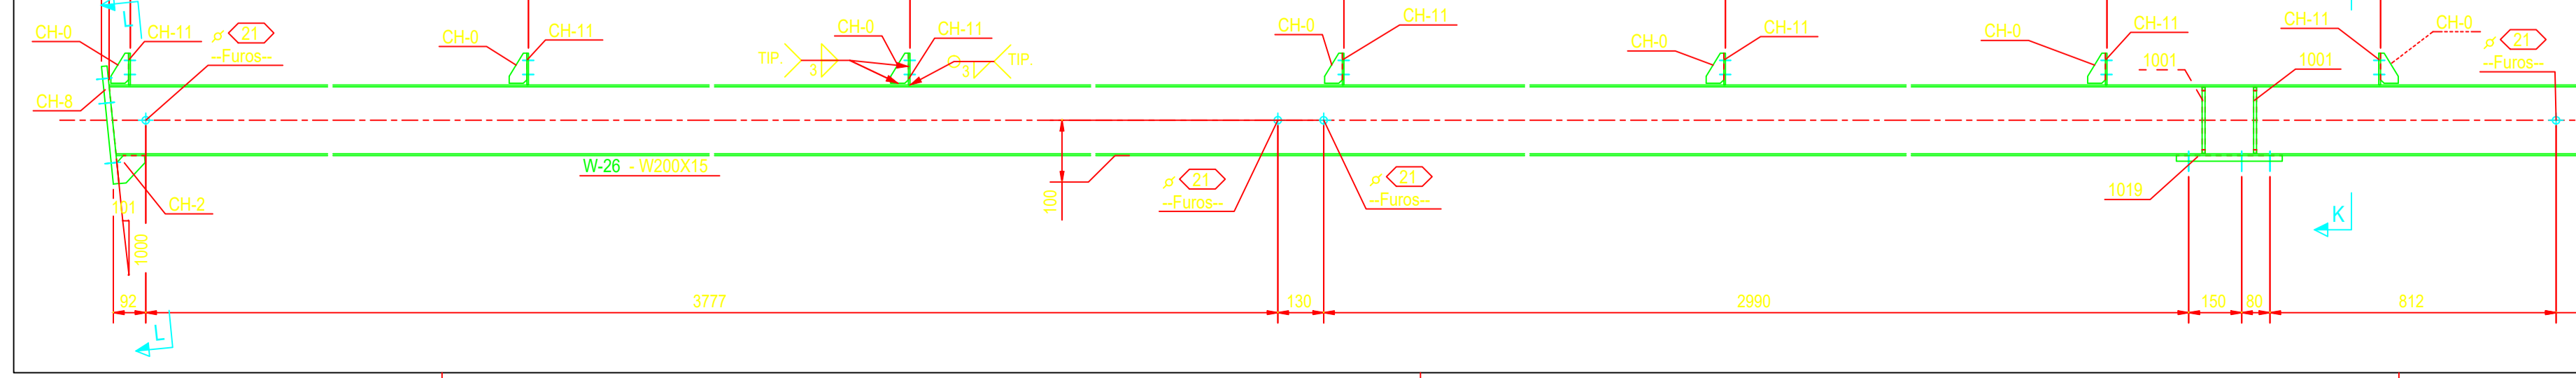 L
CH-0
CH-11
⌀ 21
--Furos--
CH-0
CH-11
TIP.
3
CH-0
CH-11
3
TIP.
CH-0
CH-11
CH-0
CH-11
CH-0
CH-11
1001
1001
CH-11
CH-0
⌀ 21
--Furos--
CH-8
W-26 - W200X15
101
CH-2
1000
100
⌀ 21
--Furos--
⌀ 21
--Furos--
1019
K
92
3777
130
2990
150
80
812
L